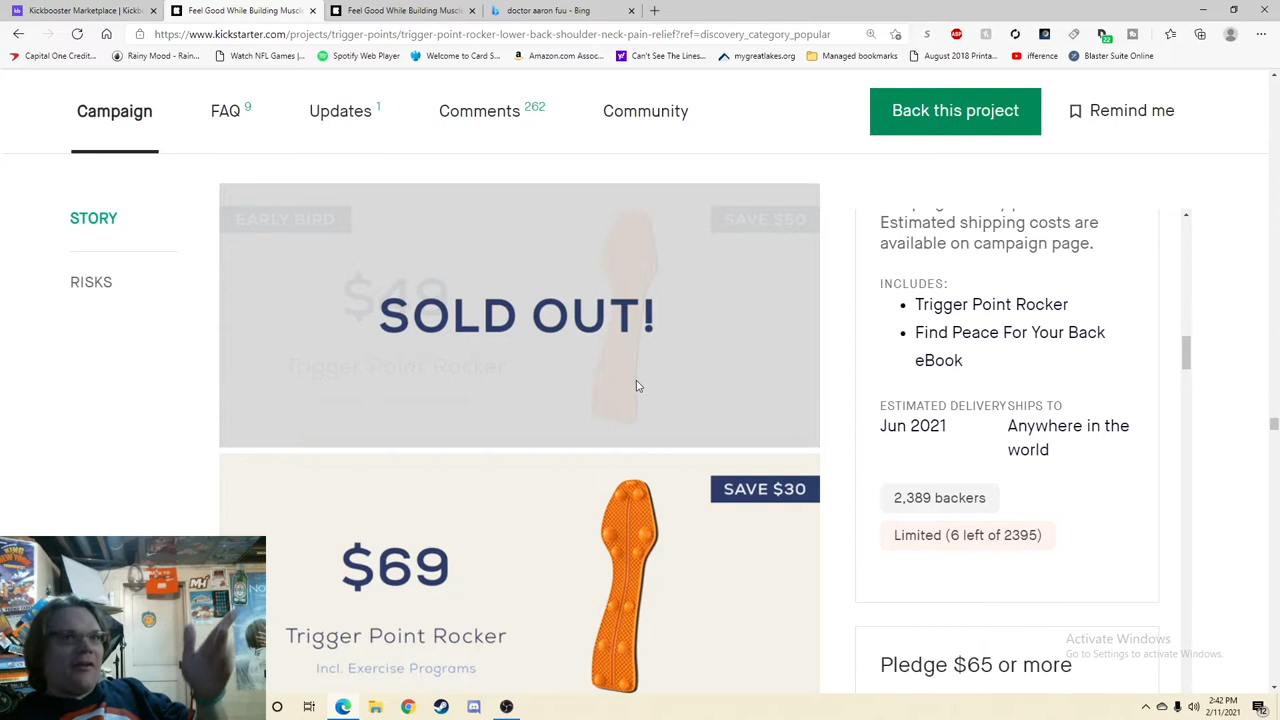 Kickbooster Marketplace | Kickbo
Feel Good While Building Muscl
Feel Good While Building Muscl
doctor aaron fuu - Bing
https://www.kickstarter.com/projects/trigger-points/trigger-point-rocker-lower-back-shoulder-neck-pain-relief?ref=discovery_category_popular
ABP
22
Capital One Credit...
Rainy Mood - Rain...
Watch NFL Games |...
Spotify Web Player
Welcome to Card S...
Amazon.com Assoc...
Can't See The Lines...
mygreatlakes.org
Managed bookmarks
August 2018 Printa...
ifference
Blaster Suite Online
Campaign
FAQ 9
Updates 1
Comments 262
Community
Back this project
Remind me
STORY
RISKS
EARLY BIRD
SAVE $50
$49
SOLD OUT!
Trigger Point Rocker
SAVE $30
$69
Trigger Point Rocker
Incl. Exercise Programs
Estimated shipping costs are
available on campaign page.
INCLUDES:
Trigger Point Rocker
Find Peace For Your Back
eBook
ESTIMATED DELIVERY
Jun 2021
SHIPS TO
Anywhere in the
world
2,389 backers
Limited (6 left of 2395)
Pledge $65 or more
Activate Windows
Go to Settings to activate Windows.
2:42 PM
2/11/2021
12